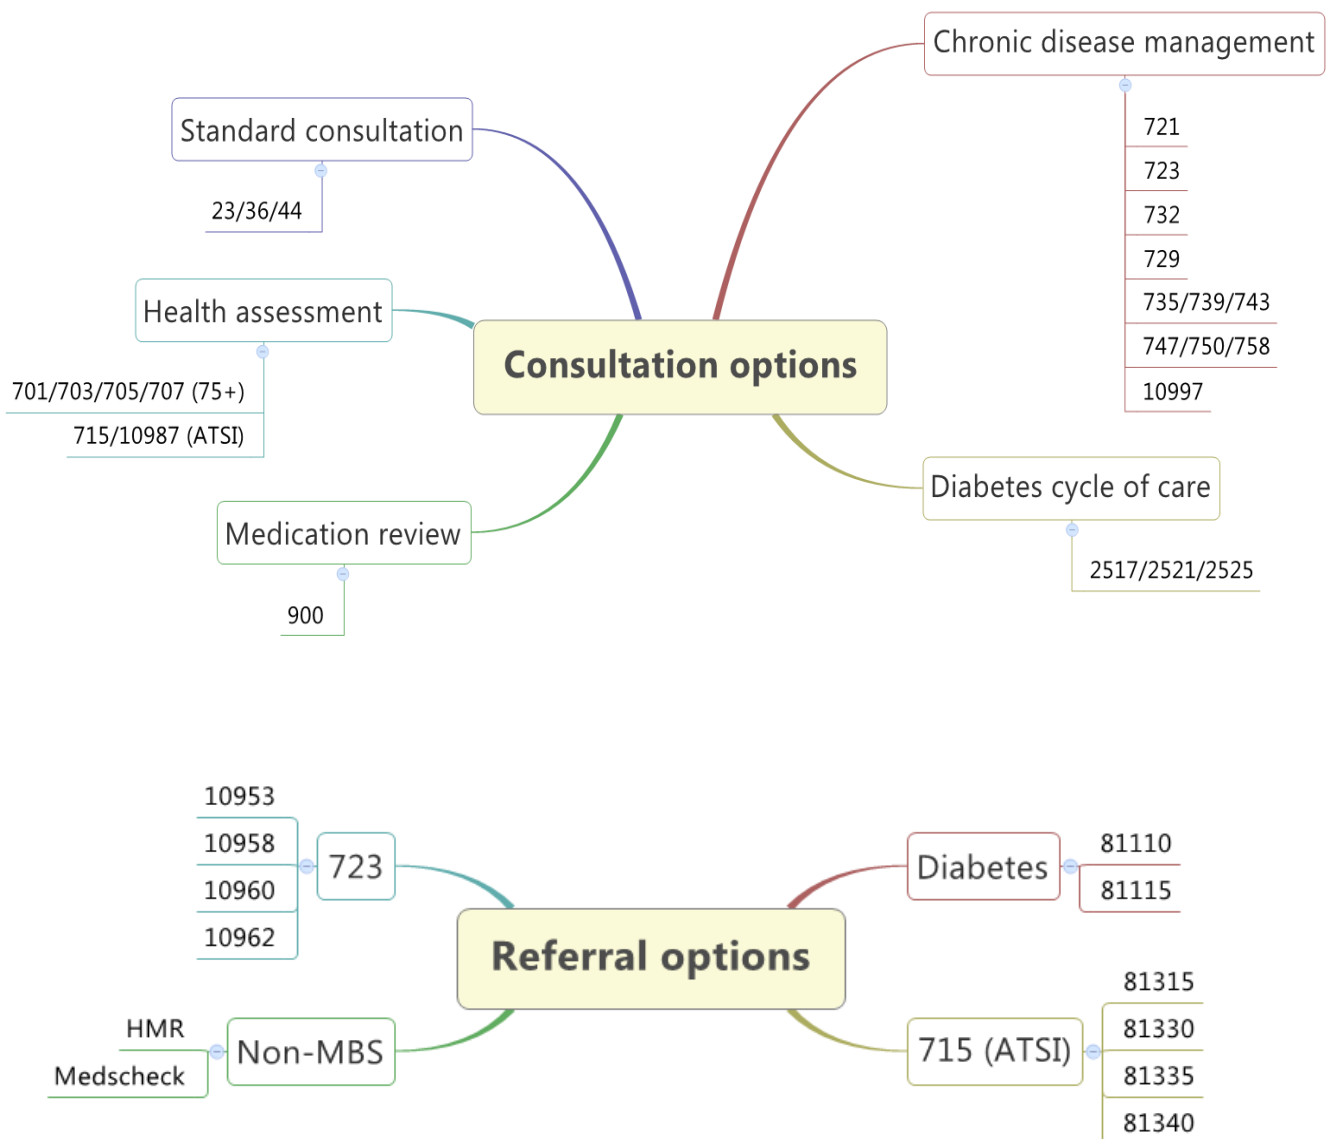 Consultation options
Standard consultation
23/36/44
Health assessment
701/703/705/707 (75+)
715/10987 (ATSI)
Medication review
900
Chronic disease management
721
723
732
729
735/739/743
747/750/758
10997
Diabetes cycle of care
2517/2521/2525
Referral options
723
10953
10958
10960
10962
Non-MBS
HMR
Medscheck
Diabetes
81110
81115
715 (ATSI)
81315
81330
81335
81340